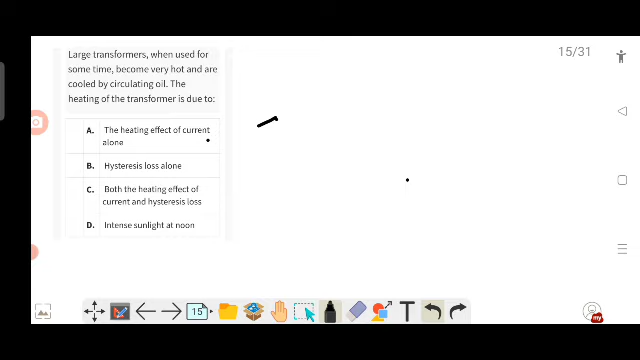 15/31
Large transformers, when used for
some time, become very hot and are
cooled by circulating oil. The
heating of the transformer is due to:
A. The heating effect of current
alone
B. Hysteresis loss alone
C. Both the heating effect of
current and hysteresis loss
D. Intense sunlight at noon
15
T
my